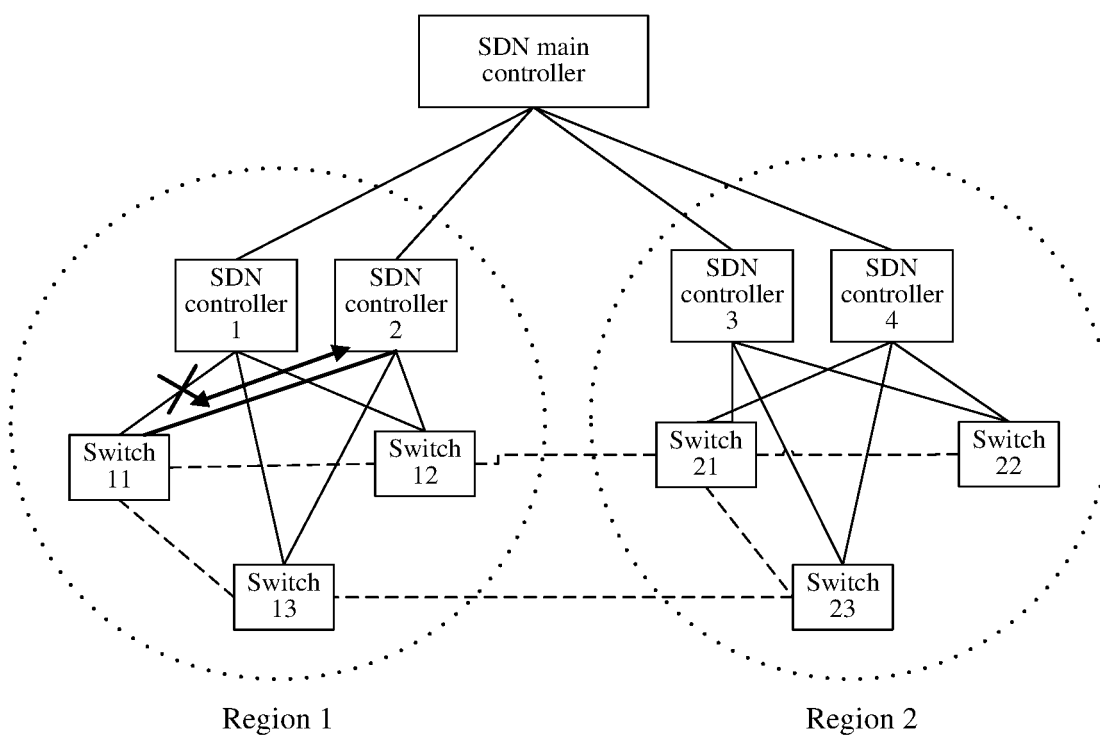 SDN main
controller
SDN
controller
1
SDN
controller
2
SDN
controller
3
SDN
controller
4
Switch
11
Switch
12
Switch
21
Switch
22
Switch
13
Switch
23
Region 1
Region 2